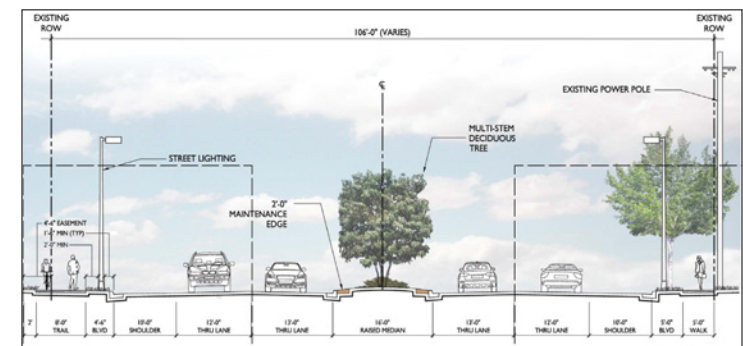 EXISTING
ROW
106'-0" (VARIES)
EXISTING
ROW
EXISTING POWER POLE
MULTI-STEM
DECIDUOUS
TREE
STREET LIGHTING
2'-0"
MAINTENANCE
EDGE
4'-6" EASEMENT
1'-6" MIN (TYP)
2'-0" MIN
2'
8'-0"
TRAIL
4'-6"
BLVD
10'-0"
SHOULDER
12'-0"
THRU LANE
13'-0"
THRU LANE
16'-0"
RAISED MEDIAN
13'-0"
THRU LANE
12'-0"
THRU LANE
10'-0"
SHOULDER
5'-0"
BLVD
5'-0"
WALK